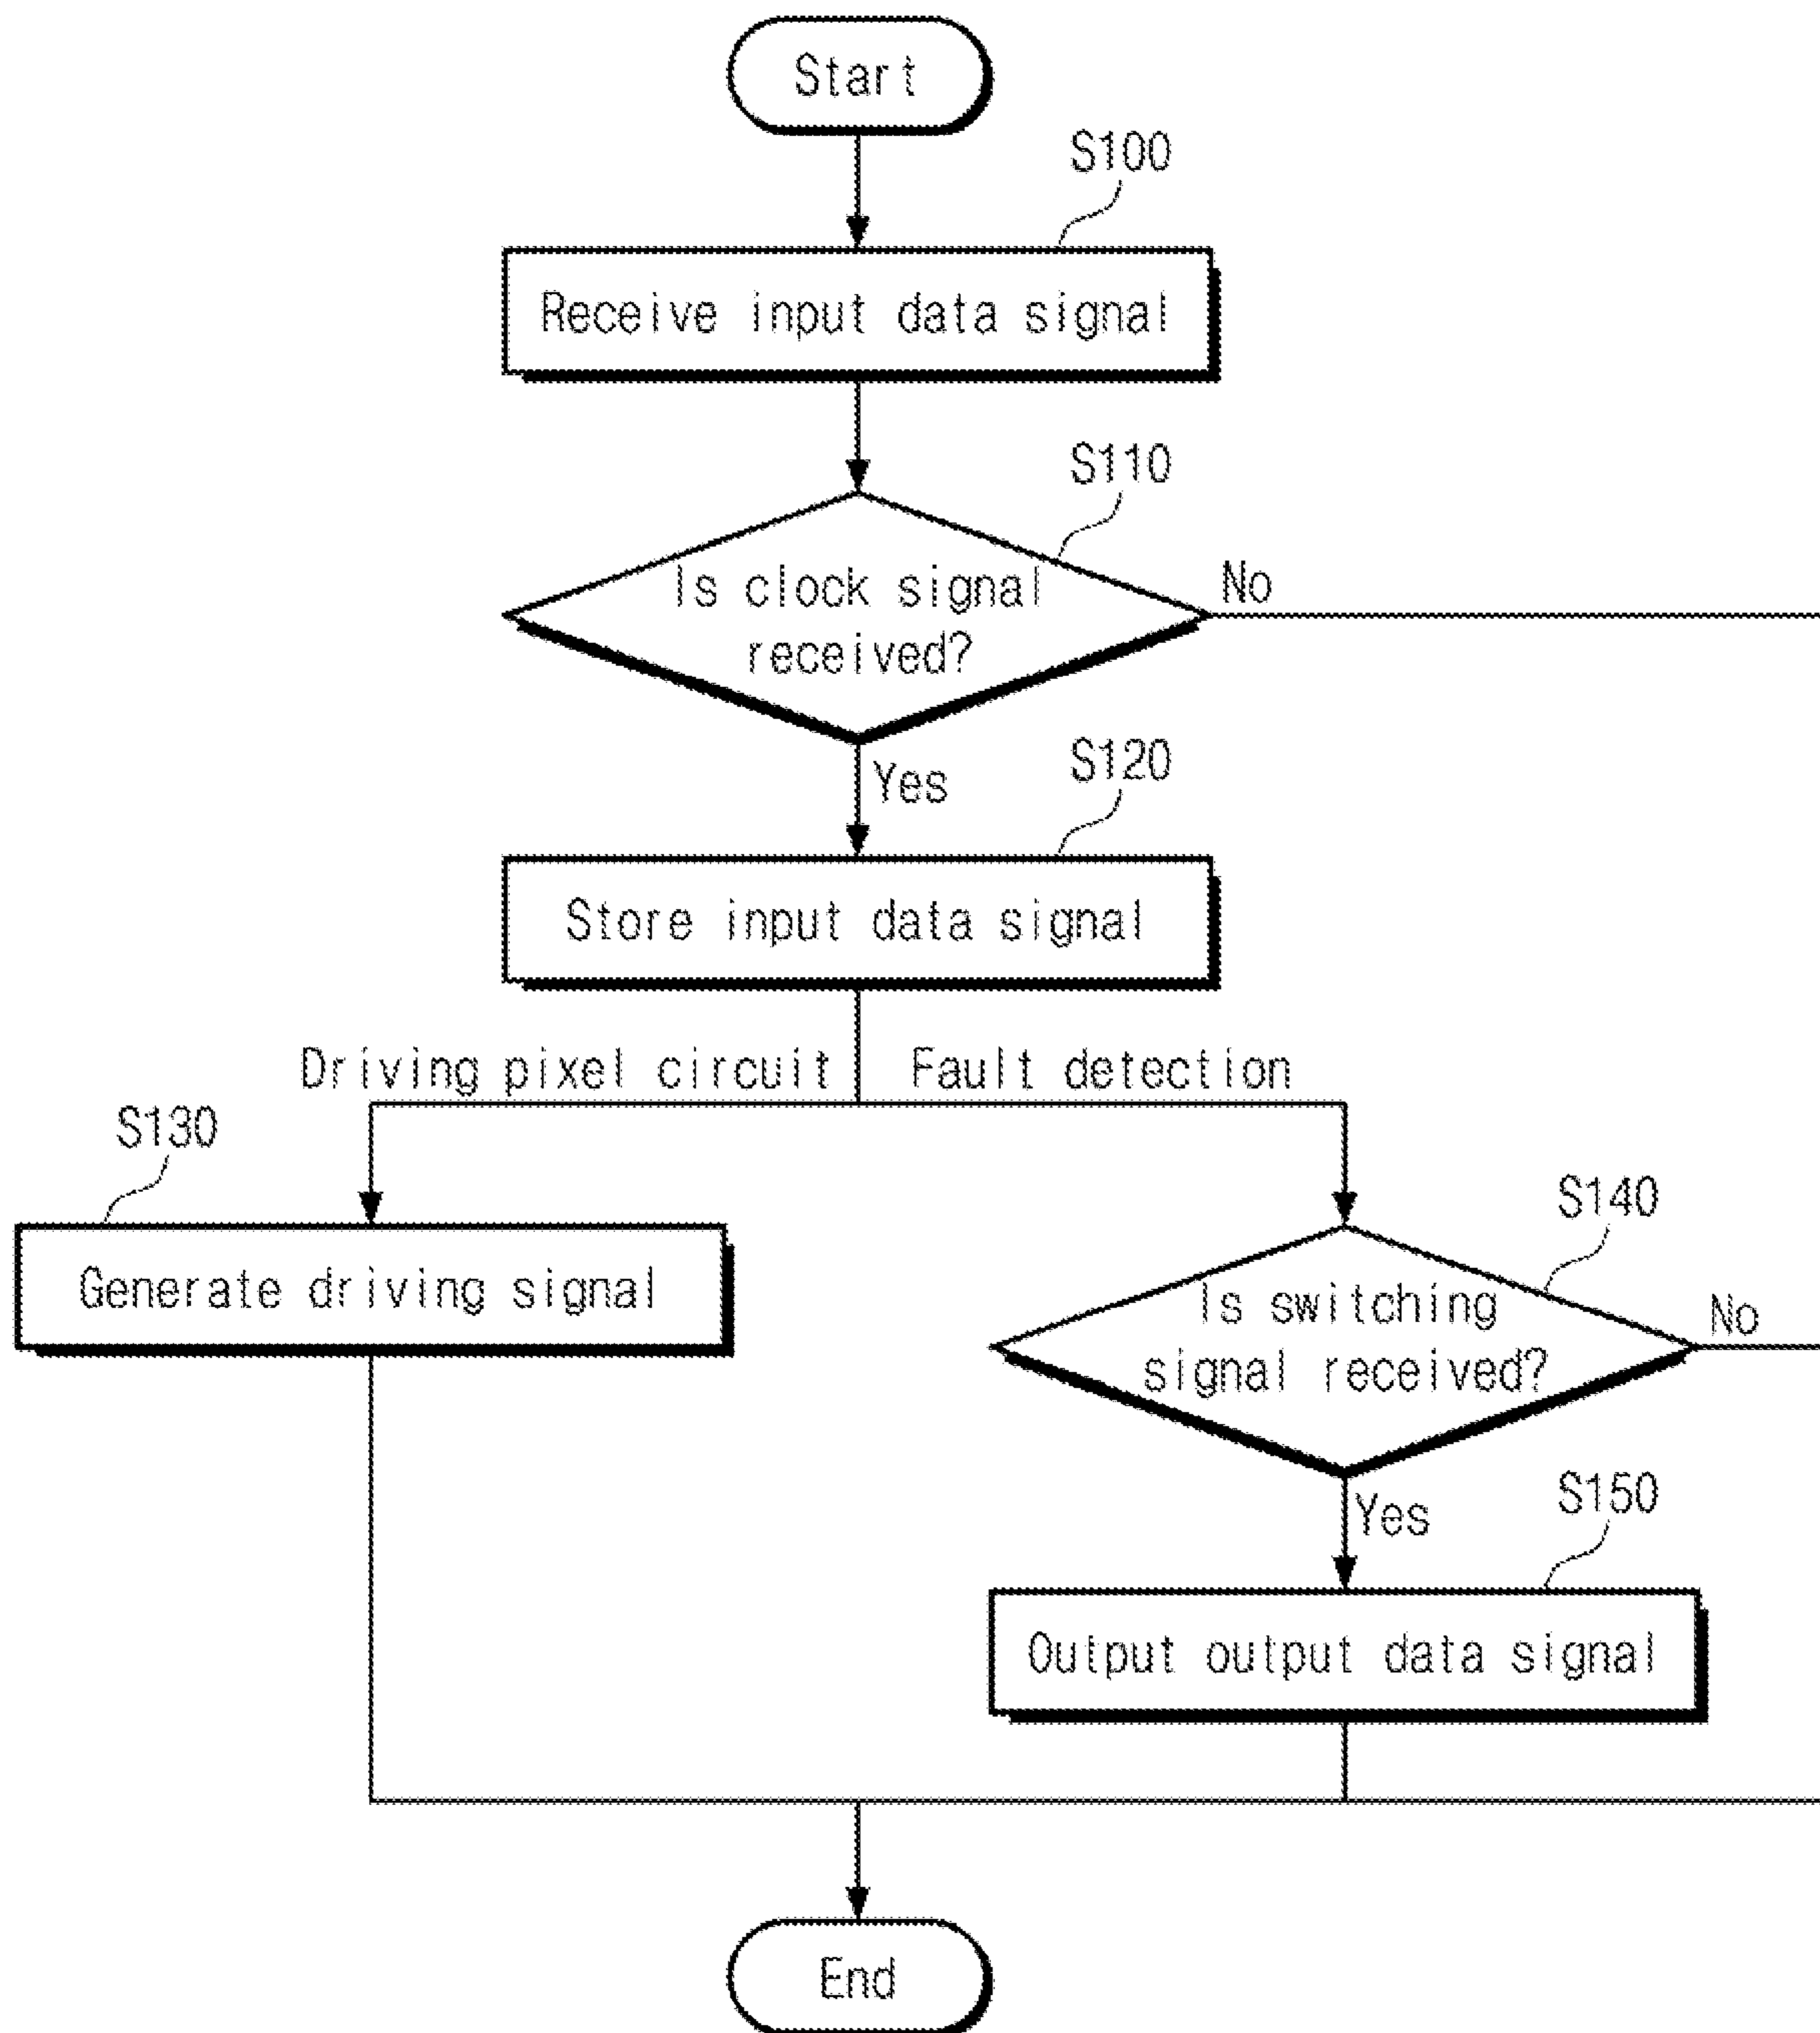 Start
S100
Receive input data signal
S110
Is clock signal
received?
No
Yes
S120
Store input data signal
Driving pixel circuit
Fault detection
S130
Generate driving signal
S140
Is switching
signal received?
No
Yes
S150
Output output data signal
End